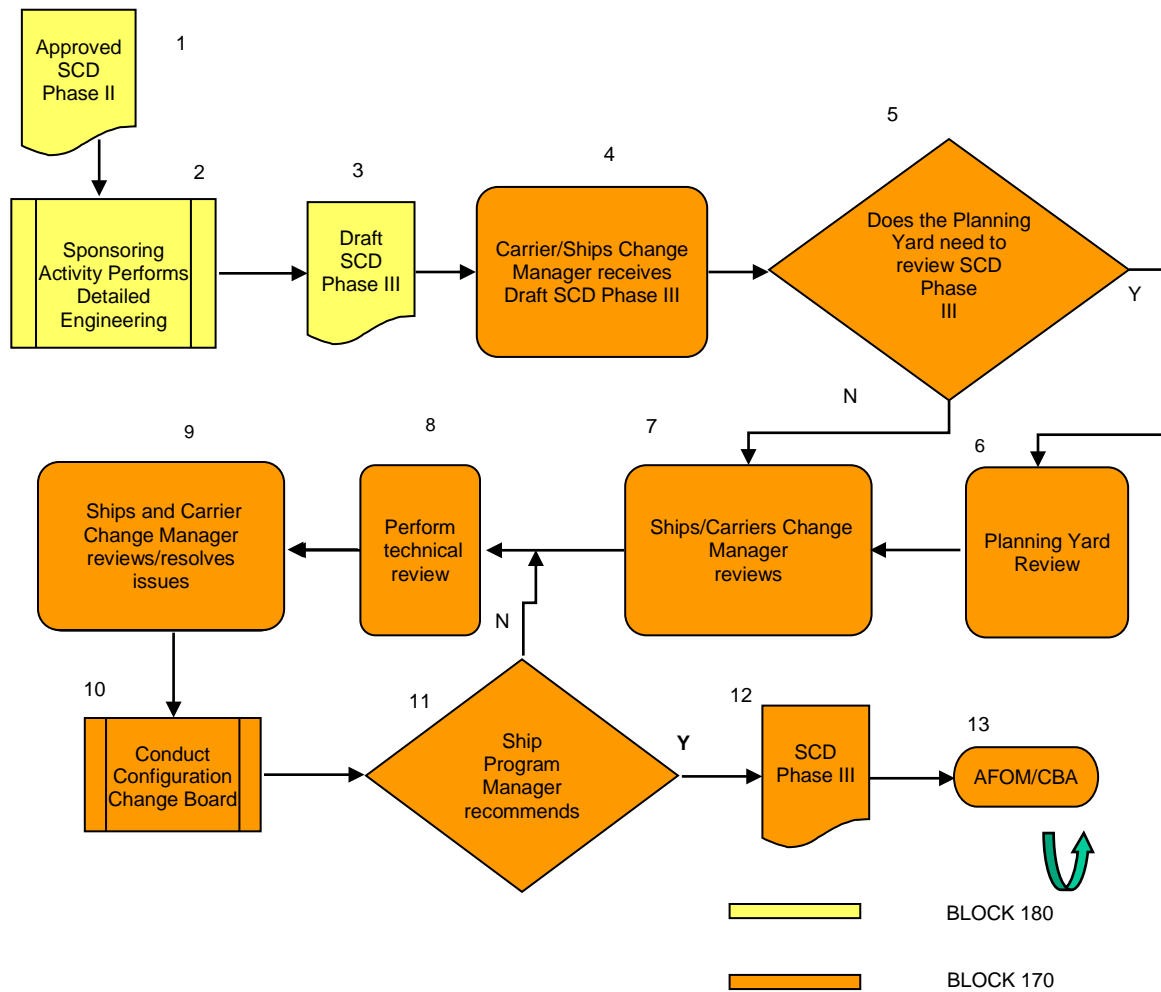 1
Approved
SCD
Phase II
2
Sponsoring
Activity Performs
Detailed
Engineering
3
Draft
SCD
Phase III
4
Carrier/Ships Change
Manager receives
Draft SCD Phase III
5
Does the Planning
Yard need to
review SCD
Phase
III
Y
N
6
Planning Yard
Review
7
Ships/Carriers Change
Manager
reviews
8
Perform
technical
review
9
Ships and Carrier
Change Manager
reviews/resolves
issues
10
Conduct
Configuration
Change Board
11
Ship
Program
Manager
recommends
N
Y
12
SCD
Phase III
13
AFOM/CBA
BLOCK 180
BLOCK 170